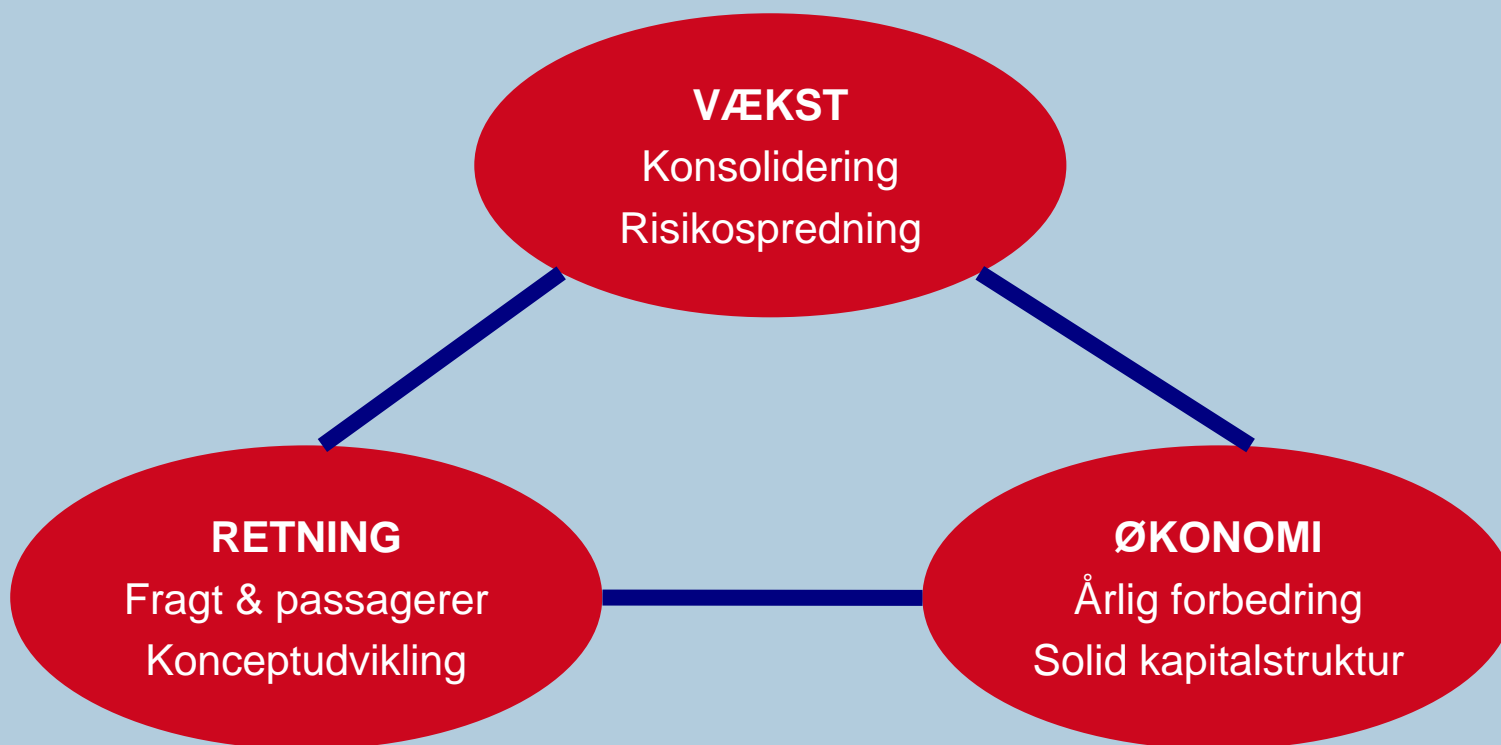 VÆKST
Konsolidering
Risikospredning
RETNING
Fragt & passagerer
Konceptudvikling
ØKONOMI
Årlig forbedring
Solid kapitalstruktur